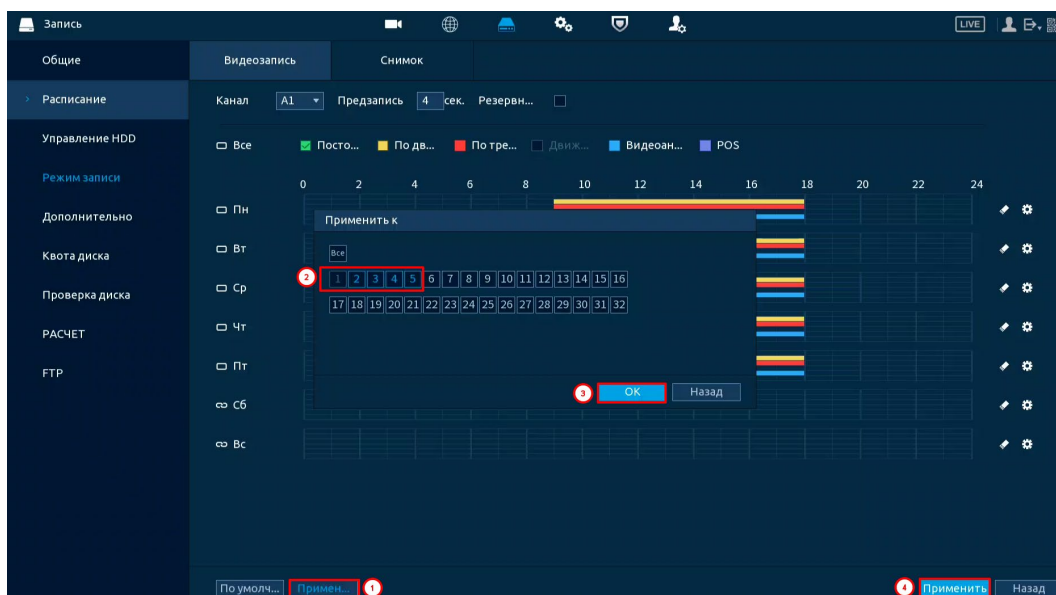 Запись LIVE
Общие Видеозапись Снимок
Расписание Канал A1 Предзапись 4 сек. Резервн...
Управление HDD Все Посто... По дв... По тре... Движ... Видеоан... POS
Режим записи
0 2 4 6 8 10 12 14 16 18 20 22 24
Дополнительно Пн
Применить к
Квота диска Вт
Все
2 1 2 3 4 5 6 7 8 9 10 11 12 13 14 15 16
Проверка диска Ср
17 18 19 20 21 22 23 24 25 26 27 28 29 30 31 32
РАСЧЕТ Чт
FTP Пт
3 OK Назад
Сб
Вс
По умолч... Примен... 1 4 Применить Назад